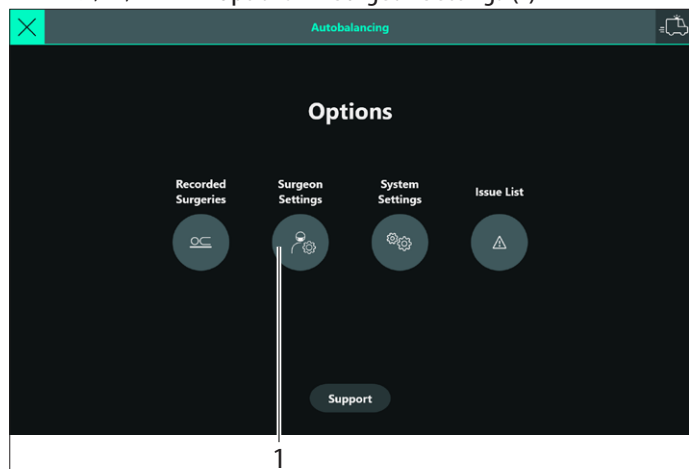 Autobalancing
Options
Recorded
Surgeries
Surgeon
Settings
System
Settings
Issue List
Support
1